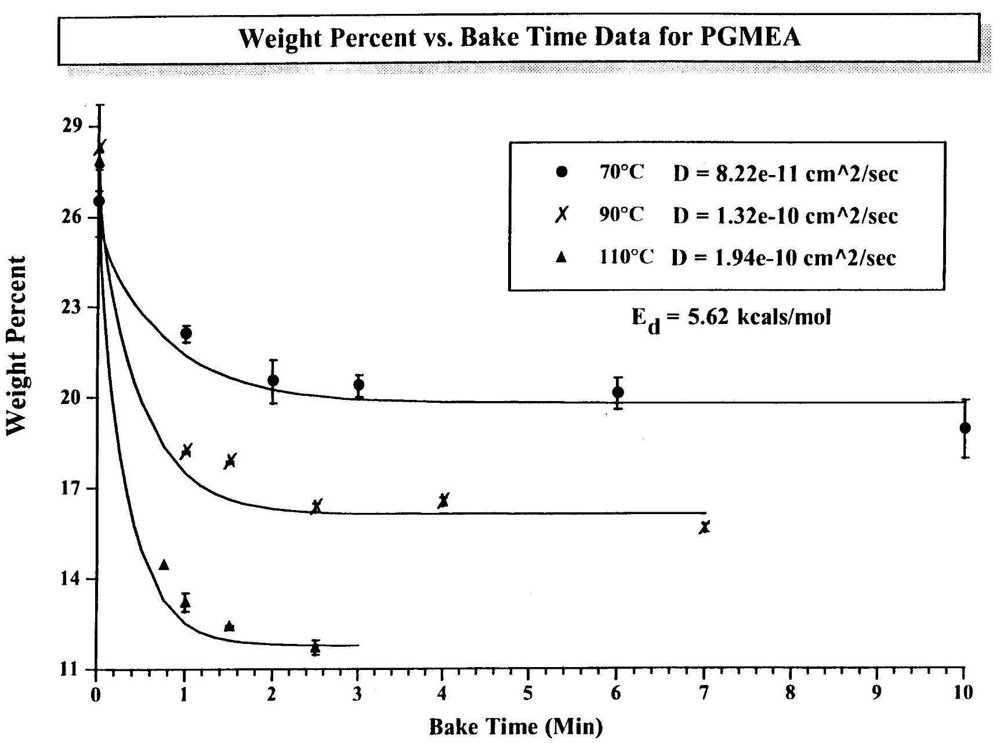 Weight Percent vs. Bake Time Data for PGMEA
29
26
23
20
17
14
11
Weight Percent
70°C D = 8.22e-11 cm^2/sec
90°C D = 1.32e-10 cm^2/sec
110°C D = 1.94e-10 cm^2/sec
Ed = 5.62 kcals/mol
0 1 2 3 4 5 6 7 8 9 10
Bake Time (Min)